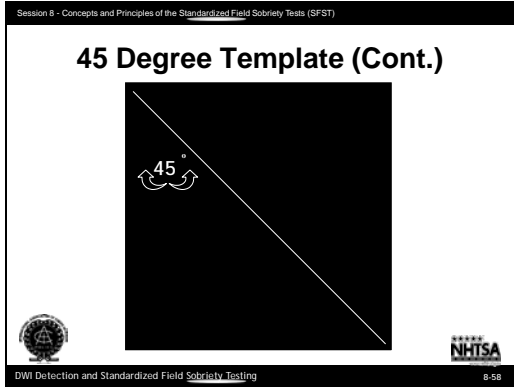 Session 8 - Concepts and Principles of the Standardized Field Sobriety Tests (SFST)
45 Degree Template (Cont.)
45°
NHTSA
DWI Detection and Standardized Field Sobriety Testing
8-58